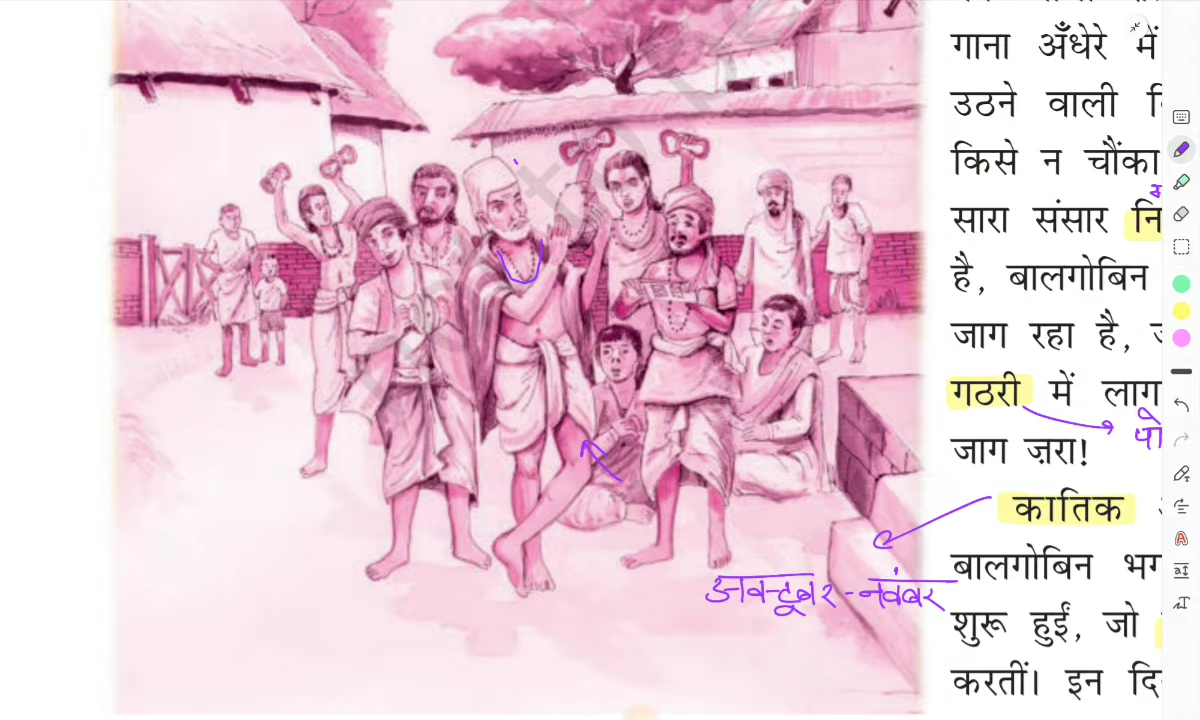 गाना अँधेरे में
उठने वाली
किसे न चौंका
सारा संसार नि
है, बालगोबिन
जाग रहा है,
गठरी में लाग
पो
जाग ज़रा!
कातिक
अक्टूबर-नवंबर
बालगोबिन भग
शुरू हुईं, जो
करतीं। इन दि